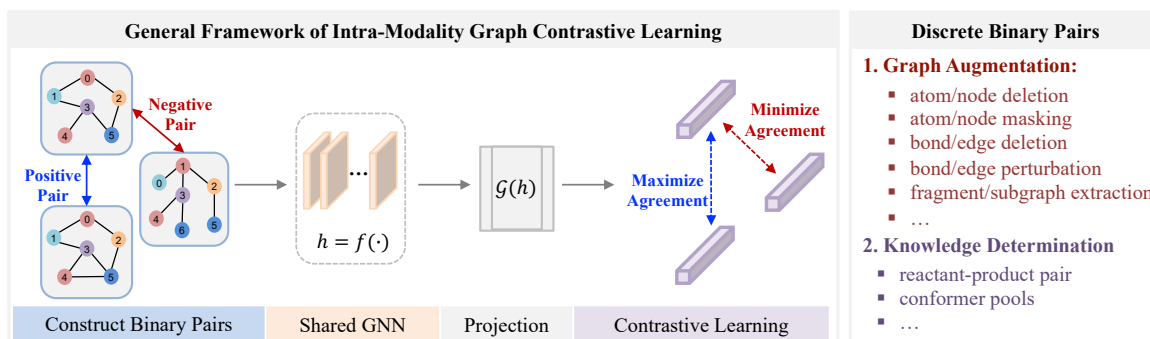 General Framework of Intra-Modality Graph Contrastive Learning
0
1
2
3
4
5
Negative
Pair
Positive
Pair
1
0
2
3
4
6
5
0
1
2
3
4
5
...
h = f(·)
𝒢(h)
Minimize
Agreement
Maximize
Agreement
Construct Binary Pairs
Shared GNN
Projection
Contrastive Learning
Discrete Binary Pairs
1. Graph Augmentation:
▪ atom/node deletion
▪ atom/node masking
▪ bond/edge deletion
▪ bond/edge perturbation
▪ fragment/subgraph extraction
▪ …
2. Knowledge Determination
▪ reactant-product pair
▪ conformer pools
▪ …